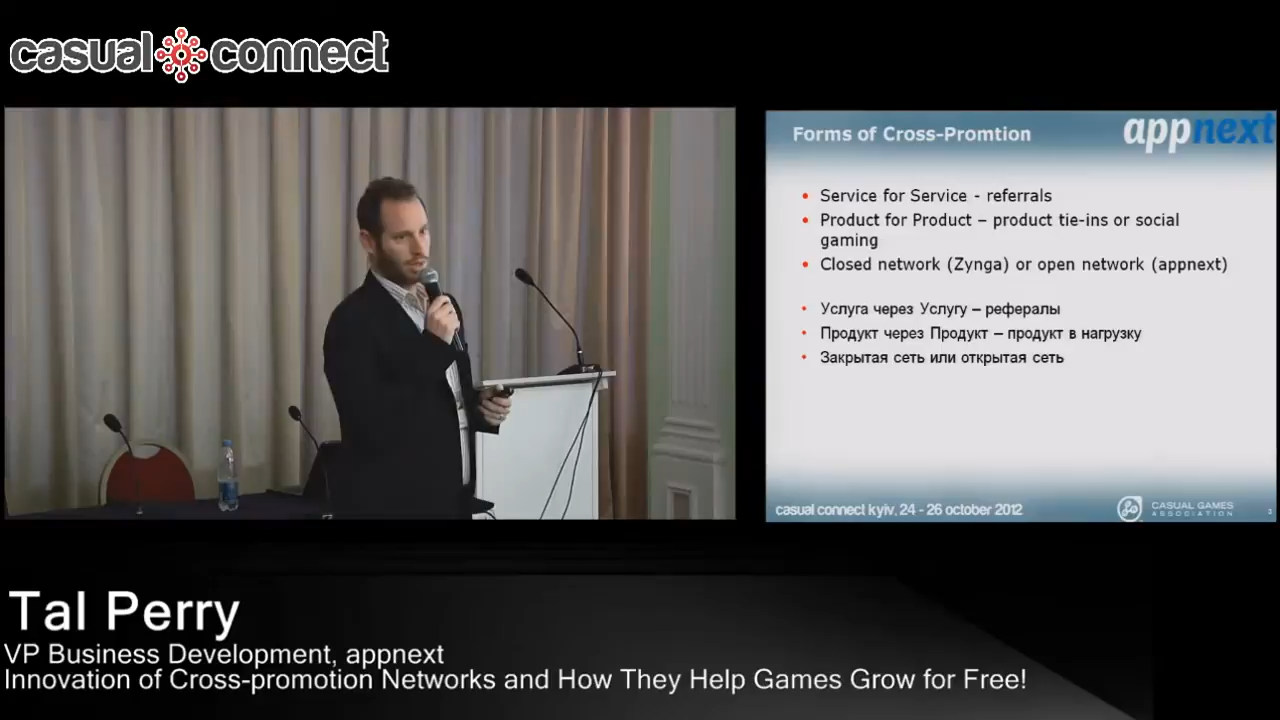 casual connect
Forms of Cross-Promtion
appnext
Service for Service - referrals
Product for Product – product tie-ins or social
gaming
Closed network (Zynga) or open network (appnext)
Услуга через Услугу – рефералы
Продукт через Продукт – продукт в нагрузку
Закрытая сеть или открытая сеть
casual connect kyiv, 24 - 26 october 2012
CASUAL GAMES
ASSOCIATION
2
Tal Perry
VP Business Development, appnext
Innovation of Cross-promotion Networks and How They Help Games Grow for Free!